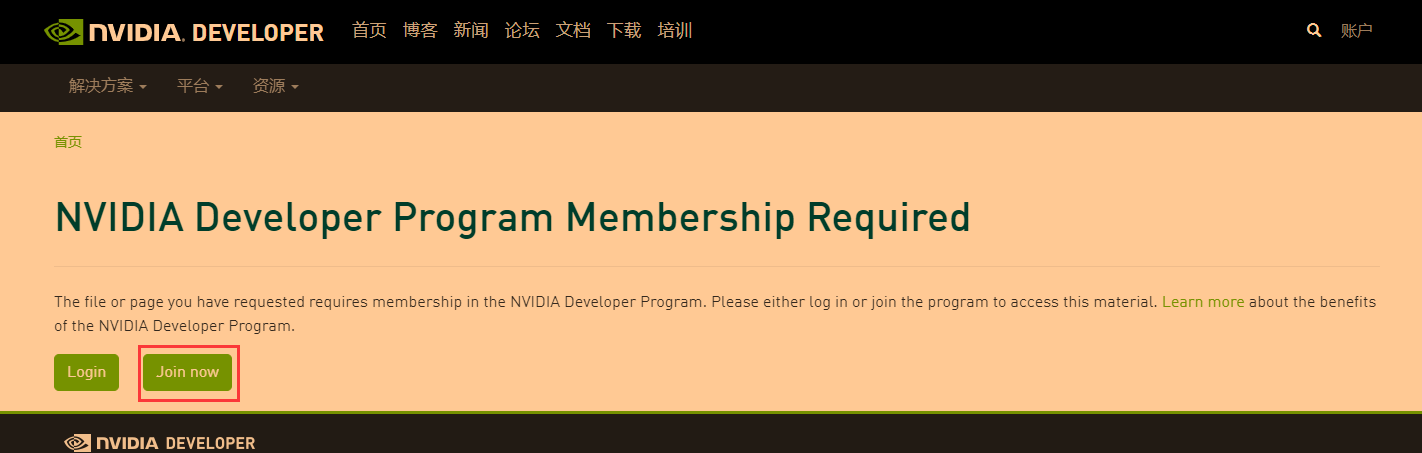 NVIDIA. DEVELOPER 首页 博客 新闻 论坛 文档 下载 培训 账户
解决方案 平台 资源
首页
NVIDIA Developer Program Membership Required
The file or page you have requested requires membership in the NVIDIA Developer Program. Please either log in or join the program to access this material. Learn more about the benefits
of the NVIDIA Developer Program.
Login Join now
NVIDIA DEVELOPER